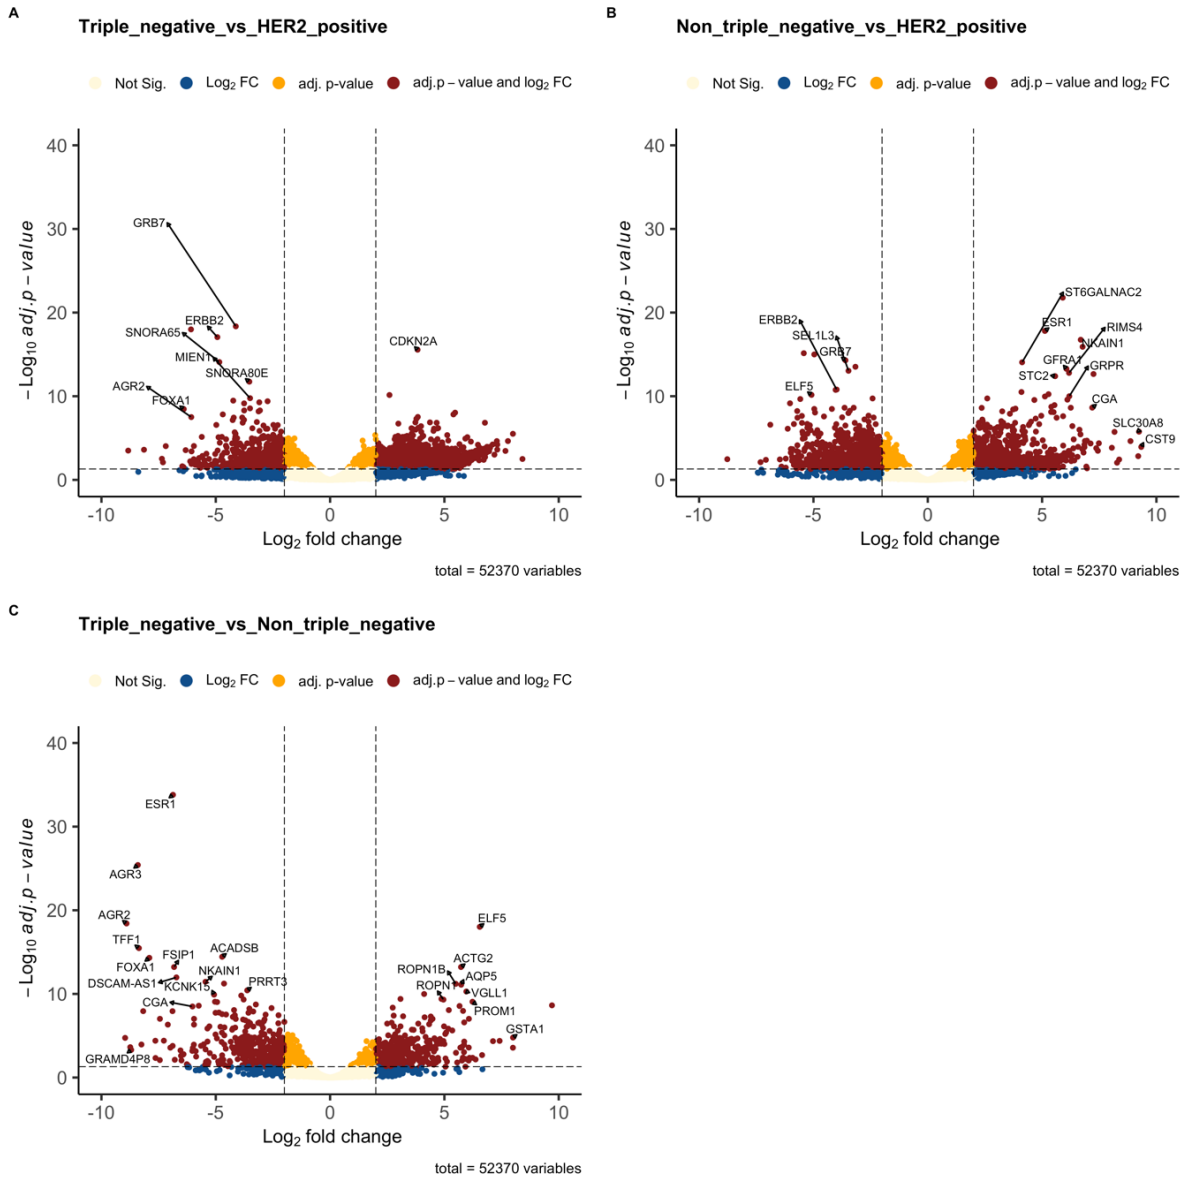 A
Triple_negative_vs_HER2_positive
Not Sig. Log2 FC adj. p-value adj.p – value and log2 FC
40
30
20
10
0
– Log10 adj.p – value
GRB7
ERBB2
SNORA65
CDKN2A
MIEN1
SNORA80E
AGR2
FOXA1
-10 -5 0 5 10
Log2 fold change
total = 52370 variables
B
Non_triple_negative_vs_HER2_positive
Not Sig. Log2 FC adj. p-value adj.p – value and log2 FC
40
30
20
10
0
– Log10 adj.p – value
ST6GALNAC2
ERBB2
ESR1
RIMS4
SEL1L3
NKAIN1
GRB7
GFRA1
GRPR
STC2
ELF5
CGA
SLC30A8
CST9
-10 -5 0 5 10
Log2 fold change
total = 52370 variables
C
Triple_negative_vs_Non_triple_negative
Not Sig. Log2 FC adj. p-value adj.p – value and log2 FC
40
30
20
10
0
– Log10 adj.p – value
ESR1
AGR3
AGR2
ELF5
TFF1
FSIP1
ACADSB
ACTG2
FOXA1
NKAIN1
ROPN1B
AQP5
DSCAM-AS1
KCNK15
PRRT3
ROPN1
VGLL1
CGA
PROM1
GSTA1
GRAMD4P8
-10 -5 0 5 10
Log2 fold change
total = 52370 variables